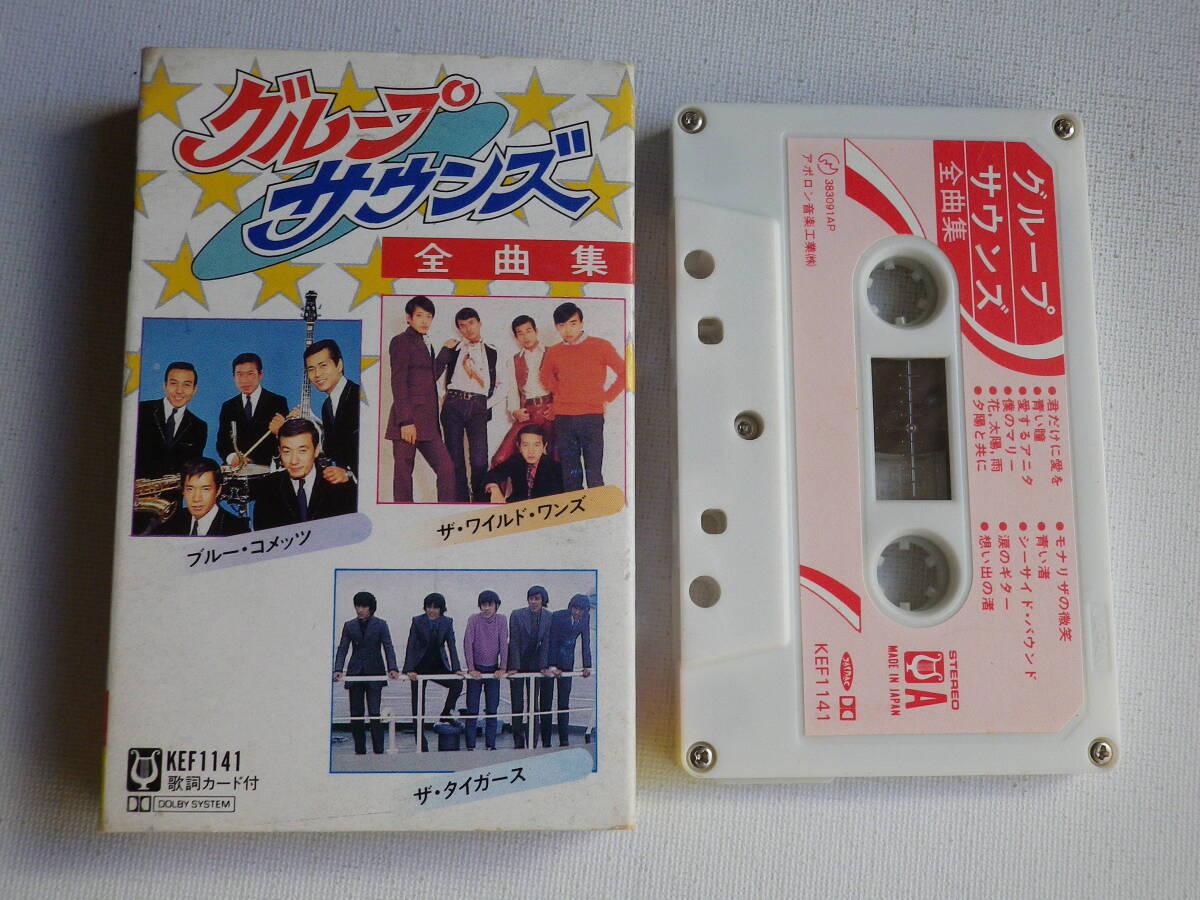 グループ
サウンズ
全曲集
ブルー・コメッツ
ザ・ワイルド・ワンズ
ザ・タイガース
KEF1141
歌詞カード付
DOLBY SYSTEM
グループ
サウンズ
全曲集
383091AP
アポロン音楽工業㈱
●君だけに愛を
●青い瞳
●愛するアニタ
●僕のマリー
●花,太陽,雨
●夕陽と共に
●モナリザの微笑
●青い渚
●シーサイド・バウンド
●涙のギター
●想い出の渚
STEREO
A
MADE IN JAPAN
KEF1141